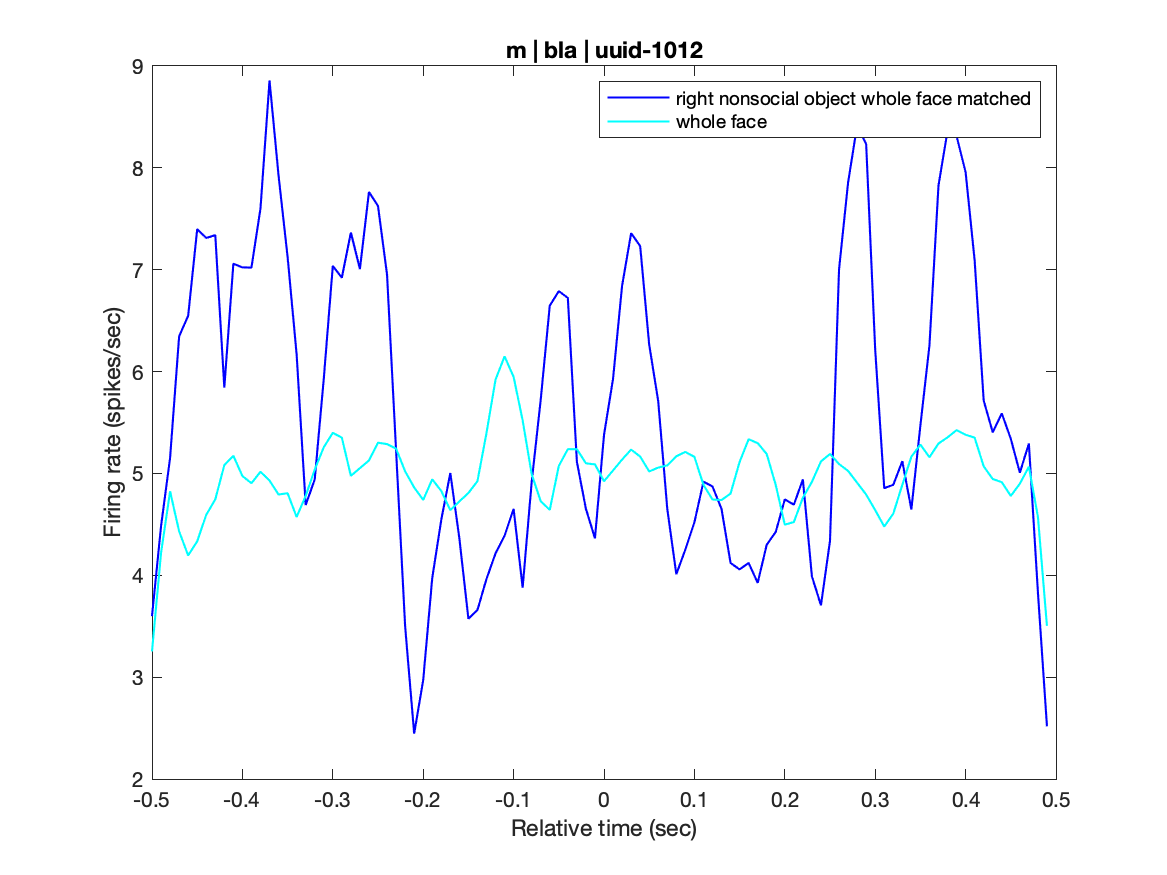 m | bla | uuid-1012
9
8
7
6
5
4
3
2
Firing rate (spikes/sec)
right nonsocial object whole face matched
whole face
-0.5 -0.4 -0.3 -0.2 -0.1 0 0.1 0.2 0.3 0.4 0.5
Relative time (sec)